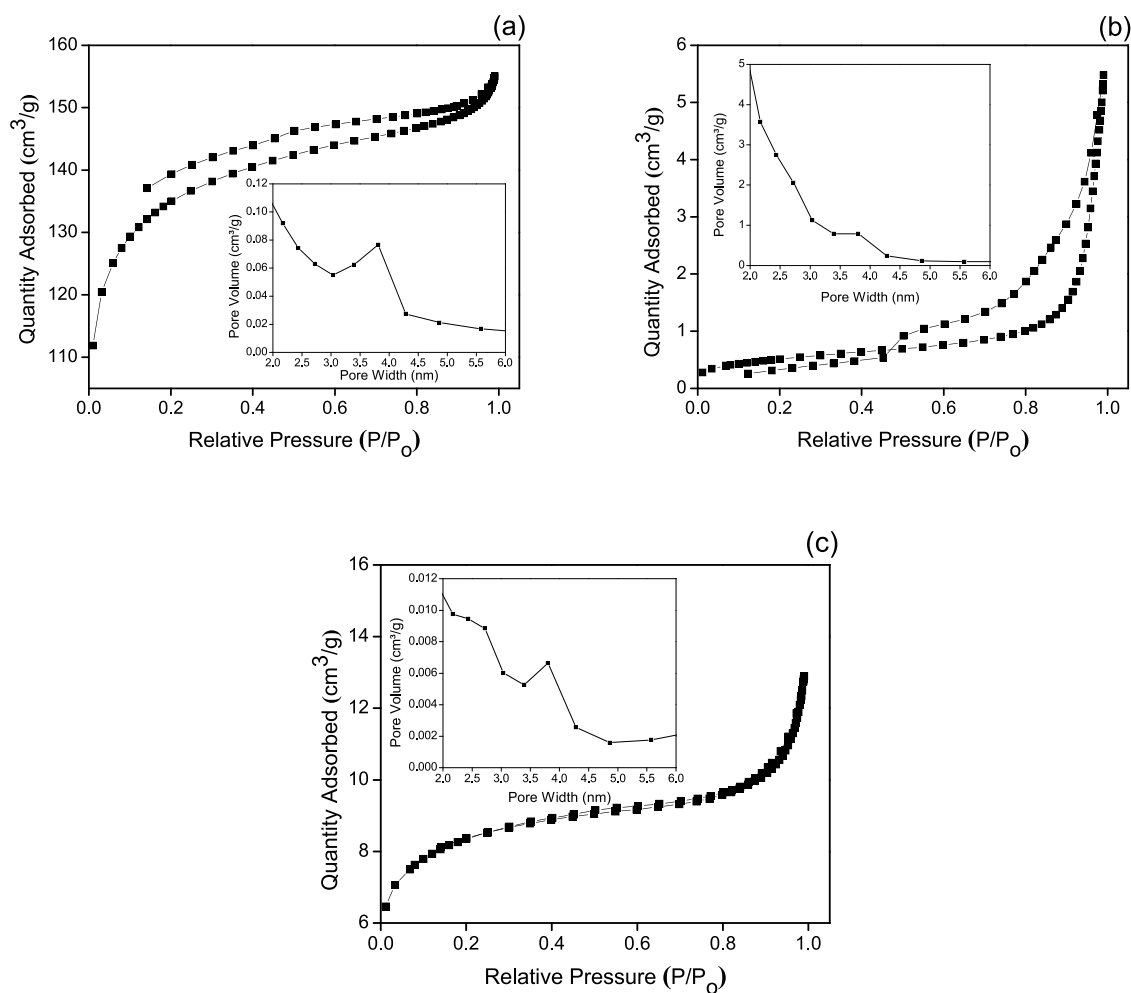 (a)
160
150
140
130
120
110
0.0 0.2 0.4 0.6 0.8 1.0
Quantity Adsorbed (cm³/g)
Relative Pressure (P/Po)
0,12
0,10
0,08
0,06
0,04
0,02
0,00
2,0 2,5 3,0 3,5 4,0 4,5 5,0 5,5 6,0
Pore Volume (cm³/g)
Pore Width (nm)
(b)
6
5
4
3
2
1
0
0.0 0.2 0.4 0.6 0.8 1.0
Quantity Adsorbed (cm³/g)
Relative Pressure (P/Po)
5
4
3
2
1
0
2,0 2,5 3,0 3,5 4,0 4,5 5,0 5,5 6,0
Pore Volume (cm³/g)
Pore Width (nm)
(c)
16
14
12
10
8
6
0.0 0.2 0.4 0.6 0.8 1.0
Quantity Adsorbed (cm³/g)
Relative Pressure (P/Po)
0,012
0,010
0,008
0,006
0,004
0,002
0,000
2,0 2,5 3,0 3,5 4,0 4,5 5,0 5,5 6,0
Pore Volume (cm³/g)
Pore Width (nm)